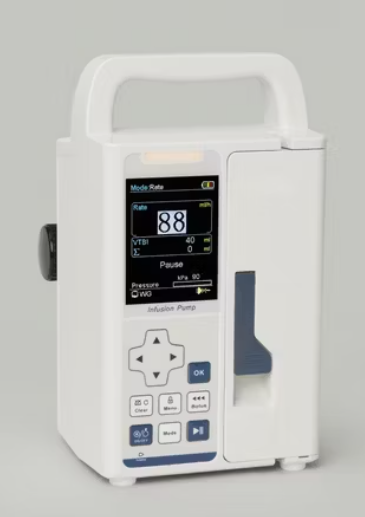 Mode:Rate
Rate ml/h
88
VTBI 40 ml
Σ 0 ml
Pause
kPa 90
Pressure
WG
Infusion Pump
OK
Clear Menu Bolus
Mode